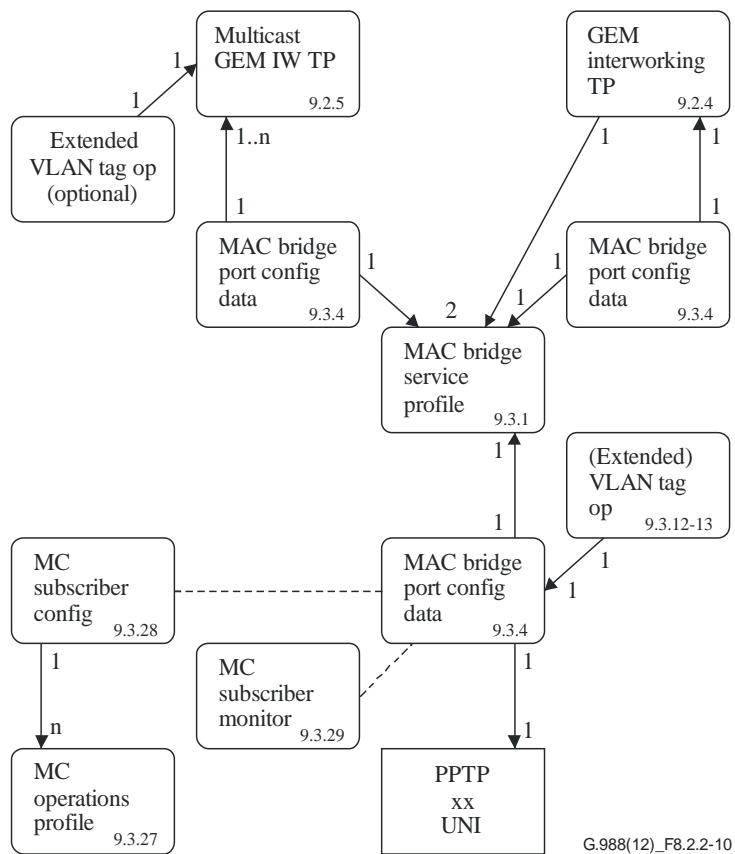 Multicast
GEM IW TP
9.2.5
GEM
interworking
TP
9.2.4
1
1
Extended
VLAN tag op
(optional)
1..n
1
1
1
1
MAC bridge
port config
data
9.3.4
1
MAC bridge
port config
data
9.3.4
1
2
1
MAC bridge
service
profile
9.3.1
1
(Extended)
VLAN tag
op
9.3.12-13
1
1
1
MC
subscriber
config
9.3.28
MAC bridge
port config
data
9.3.4
1
MC
subscriber
monitor
9.3.29
1
n
1
MC
operations
profile
9.3.27
PPTP
xx
UNI
G.988(12)_F8.2.2-10